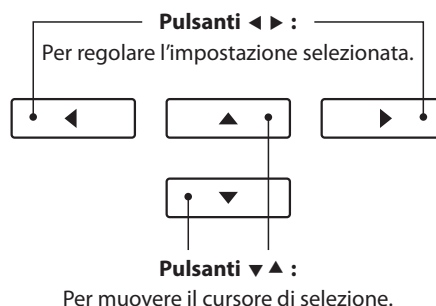 Pulsanti ◀ ▶ :
Per regolare l’impostazione selezionata.
Pulsanti ▼ ▲ :
Per muovere il cursore di selezione.